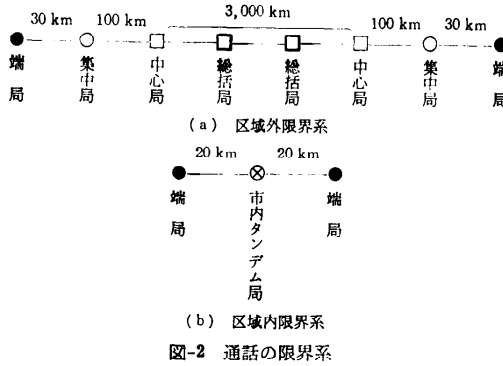 3,000 km
30 km 100 km 100 km 30 km
端局 集中局 中心局 総括局 総括局 中心局 集中局 端局
(a) 区域外限界系
20 km 20 km
端局 市内タンデム局 端局
(b) 区域内限界系
図-2 通話の限界系